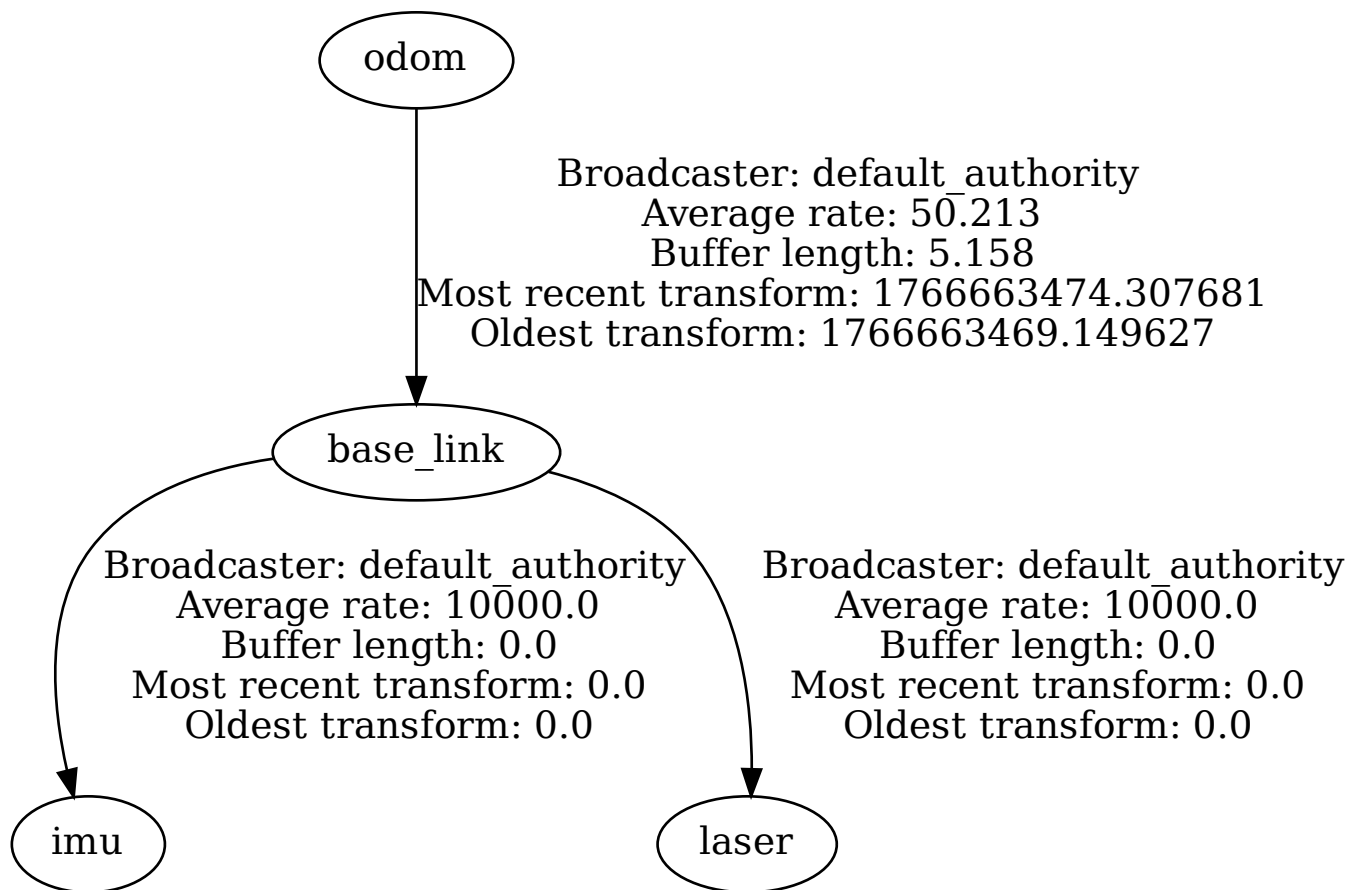 odom
Broadcaster: default_authority
Average rate: 50.213
Buffer length: 5.158
Most recent transform: 1766663474.307681
Oldest transform: 1766663469.149627
base_link
Broadcaster: default_authority
Average rate: 10000.0
Buffer length: 0.0
Most recent transform: 0.0
Oldest transform: 0.0
Broadcaster: default_authority
Average rate: 10000.0
Buffer length: 0.0
Most recent transform: 0.0
Oldest transform: 0.0
imu
laser